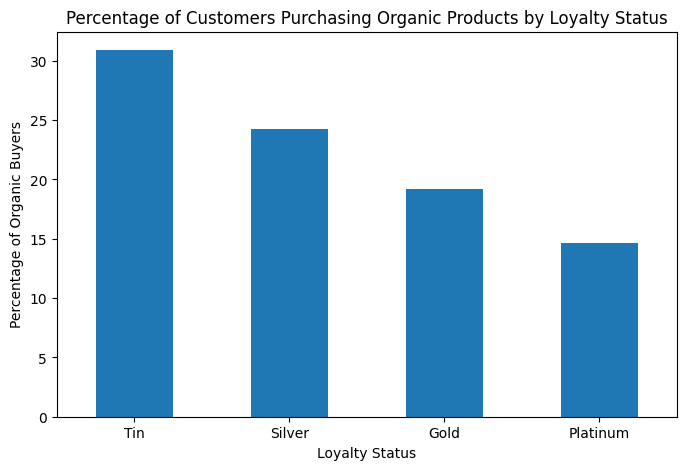 Percentage of Customers Purchasing Organic Products by Loyalty Status
Percentage of Organic Buyers
30
25
20
15
10
5
0
Tin Silver Gold Platinum
Loyalty Status